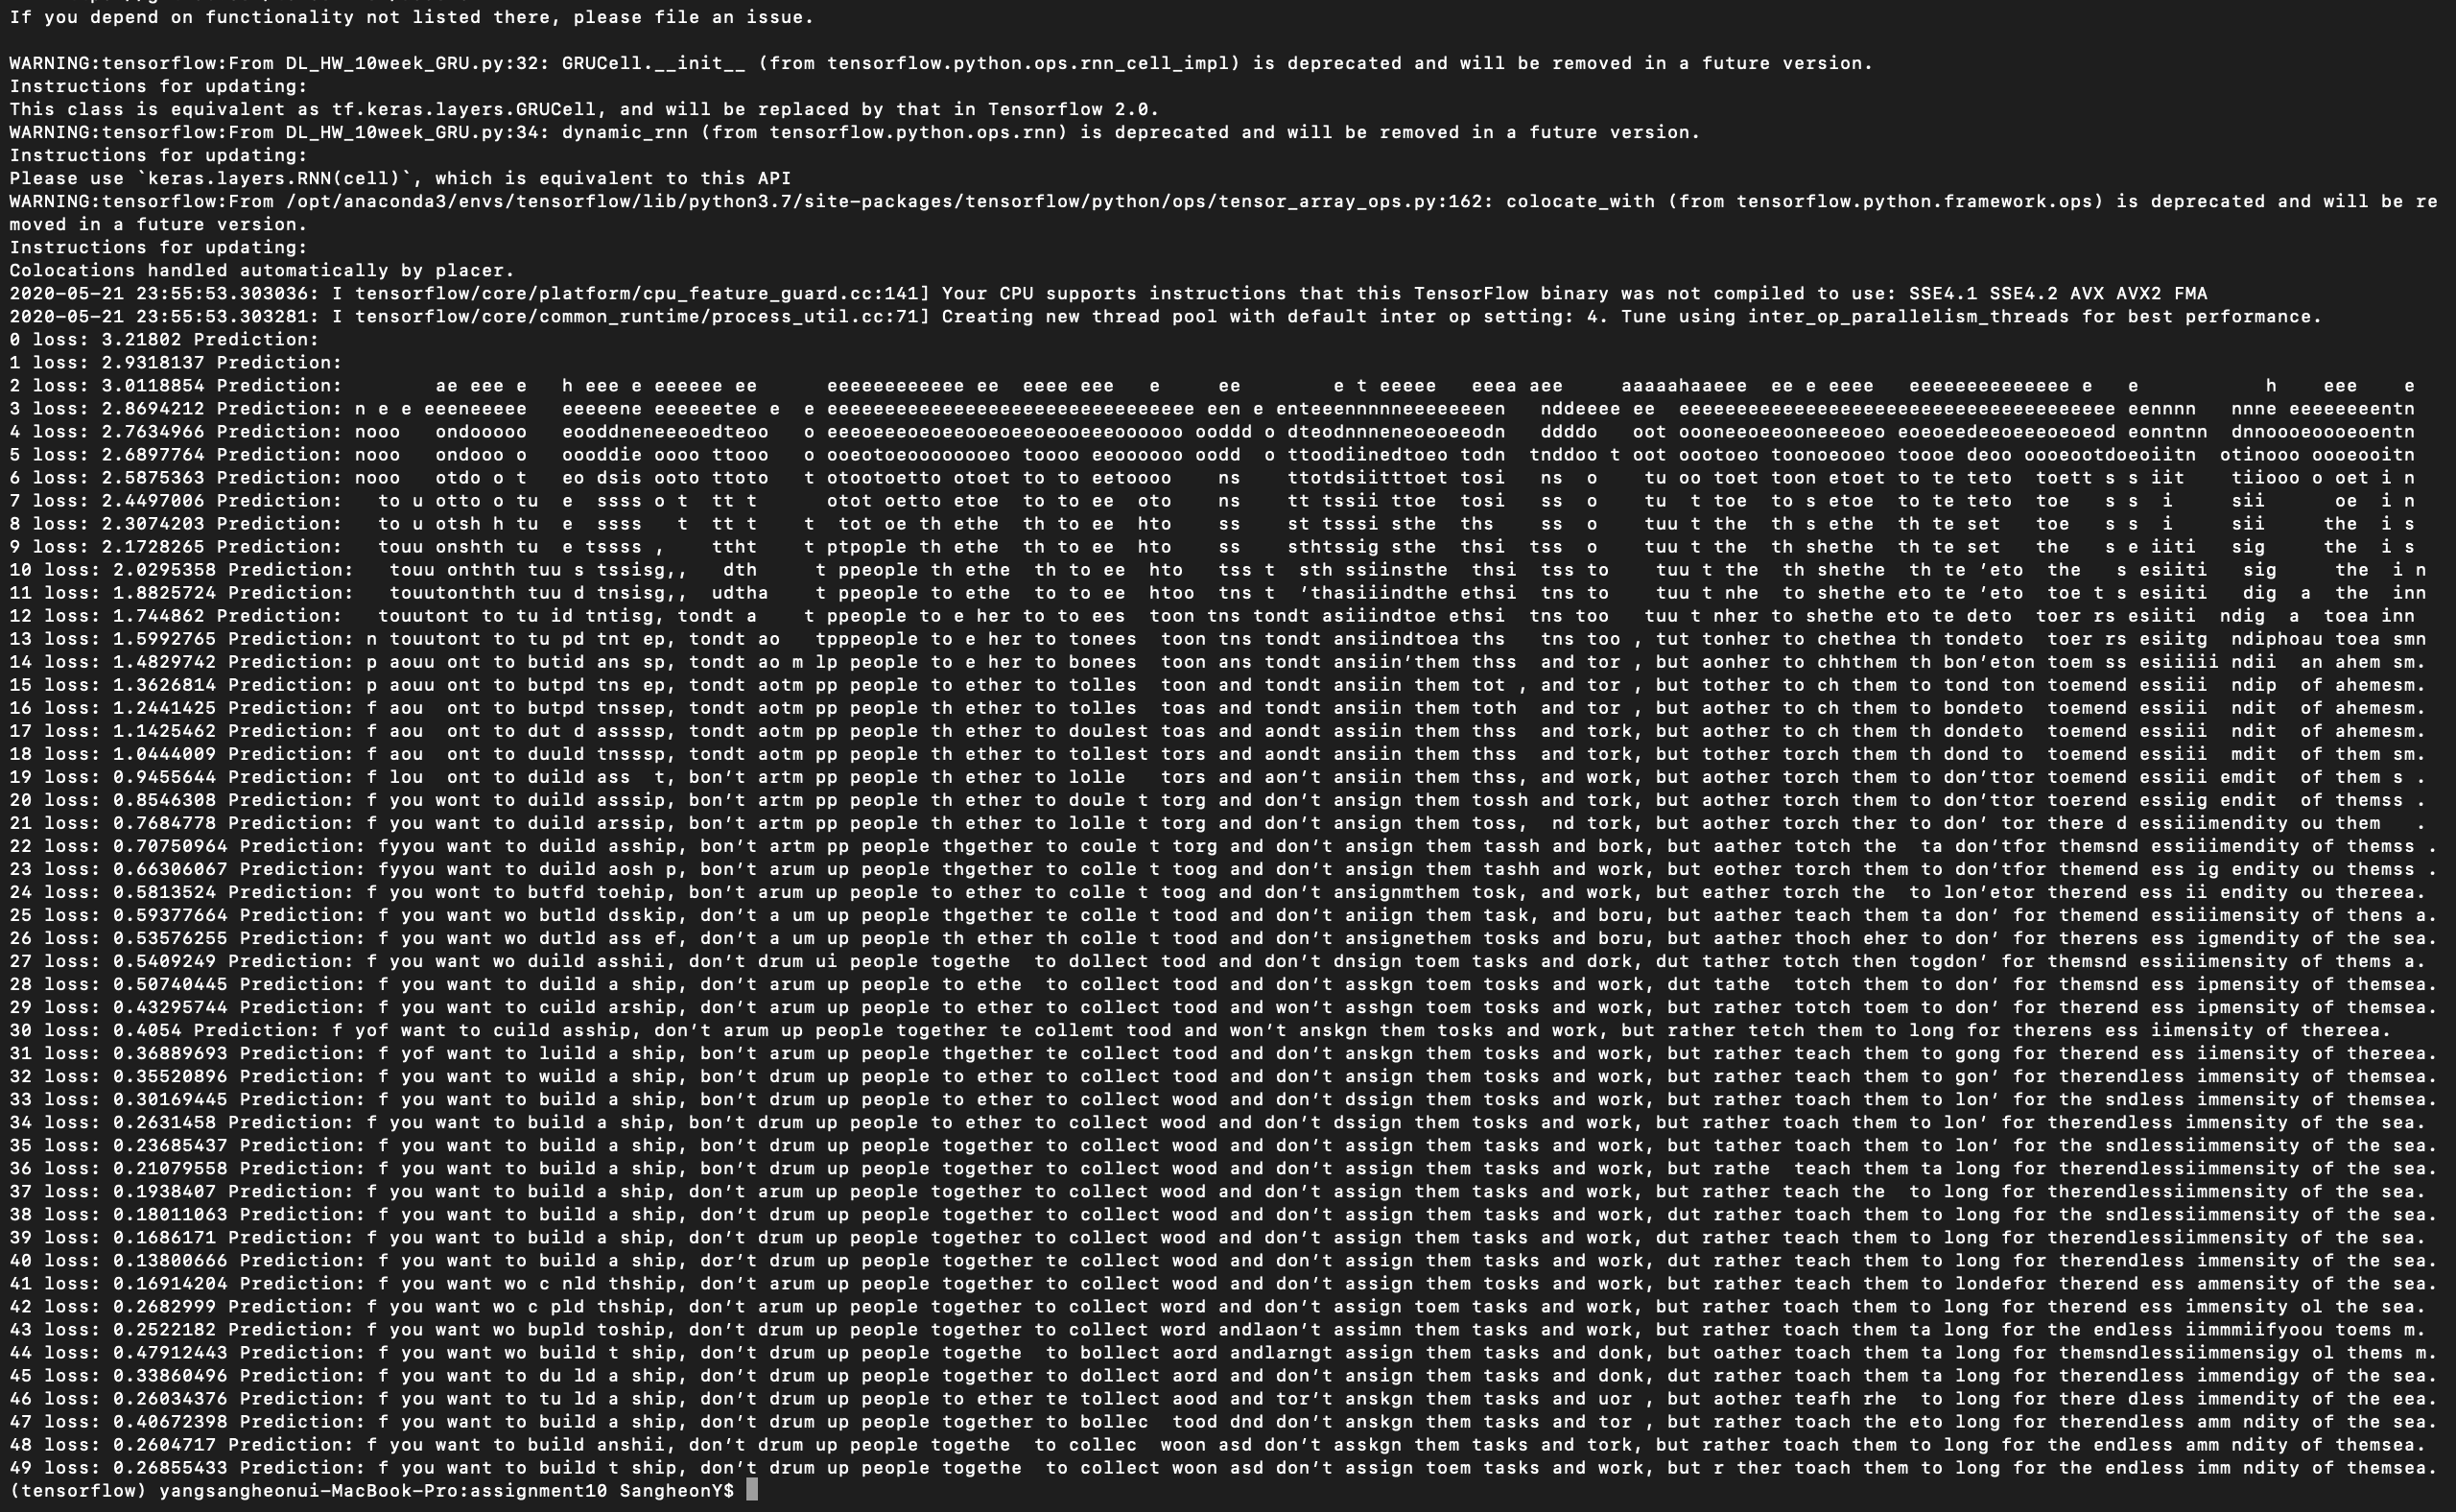 If you depend on functionality not listed there, please file an issue.

WARNING:tensorflow:From DL_HW_10week_GRU.py:32: GRUCell.__init__ (from tensorflow.python.ops.rnn_cell_impl) is deprecated and will be removed in a future version.
Instructions for updating:
This class is equivalent as tf.keras.layers.GRUCell, and will be replaced by that in Tensorflow 2.0.
WARNING:tensorflow:From DL_HW_10week_GRU.py:34: dynamic_rnn (from tensorflow.python.ops.rnn) is deprecated and will be removed in a future version.
Instructions for updating:
Please use `keras.layers.RNN(cell)`, which is equivalent to this API
WARNING:tensorflow:From /opt/anaconda3/envs/tensorflow/lib/python3.7/site-packages/tensorflow/python/ops/tensor_array_ops.py:162: colocate_with (from tensorflow.python.framework.ops) is deprecated and will be re
moved in a future version.
Instructions for updating:
Colocations handled automatically by placer.
2020-05-21 23:55:53.303036: I tensorflow/core/platform/cpu_feature_guard.cc:141] Your CPU supports instructions that this TensorFlow binary was not compiled to use: SSE4.1 SSE4.2 AVX AVX2 FMA
2020-05-21 23:55:53.303281: I tensorflow/core/common_runtime/process_util.cc:71] Creating new thread pool with default inter op setting: 4. Tune using inter_op_parallelism_threads for best performance.
0 loss: 3.21802 Prediction:
1 loss: 2.9318137 Prediction:
2 loss: 3.0118854 Prediction:        ae eee e   h eee e eeeeee ee      eeeeeeeeeeee ee  eeee eee   e     ee        e t eeeee   eeea aee     aaaaahaaeee  ee e eeee   eeeeeeeeeeeeee e   e           h    eee    e
3 loss: 2.8694212 Prediction: n e e eeeneeeee   eeeeene eeeeeetee e  e eeeeeeeeeeeeeeeeeeeeeeeeeeeeeee een e enteeennnnneeeeeeeen   nddeeee ee  eeeeeeeeeeeeeeeeeeeeeeeeeeeeeeeeeeeeee eennnn   nnne eeeeeeeentn
4 loss: 2.7634966 Prediction: nooo   ondooooo   eooddneneeeoedteoo   o eeeoeeeoeoeeoeoeeoeoeeoooooo ooddd o dteodnnneneoeoeeodn   ddddo   oot oooneeoeeooneeeoeo eoeoeedeeoeeeoeoeod eonntnn  dnnoooeoooeoentn
5 loss: 2.6897764 Prediction: nooo   ondooo o   oooddie oooo ttooo   o ooeotoeoooooooeo toooo eeooooooo oodd  o ttoodiinedtoeo todn  tnddoo t oot oootoeo toonoeoooeo toooe deoo oooeootdoeoiitn  otinooo oooeooitn
6 loss: 2.5875363 Prediction: nooo   otdo o t   eo dsis ooto ttoto   t otootoetto otoet to to eetoooo    ns     ttotdsiitttoet tosi   ns  o    tu oo toet toon etoet to te teto  toett s s iit    tiiooo o oet i n
7 loss: 2.4497006 Prediction:   to u otto o tu  e  ssss o t  tt t      otot oetto etoe  to to ee  oto    ns     tt tssii ttoe  tosi   ss  o    tu  t toe  to s etoe  to te teto  toe   s s  i     sii      oe  i n
8 loss: 2.3074203 Prediction:   to u otsh h tu  e  ssss   t  tt t    t  tot oe th ethe  th to ee  hto    ss     st tsssi sthe  ths    ss  o    tuu t the  th s ethe  th te set   toe   s s  i     sii     the  i s
9 loss: 2.1728265 Prediction:   touu onshth tu  e tssss ,    ttht    t ptpople th ethe  th to ee  hto    ss    sthtssig sthe  thsi  tss  o    tuu t the  th shethe  th te set   the   s e iiti   sig      the  i s
10 loss: 2.0295358 Prediction:   touu onthth tuu s tssisg,,   dth     t ppeople th ethe  th to ee  hto   tss t  sth ssiinsthe  thsi  tss to    tuu t the  th shethe  th te ’eto  the   s esiiti   sig     the  i n
11 loss: 1.8825724 Prediction:   touutonthth tuu d tnsisg,,  udtha    t ppeople to ethe  to to ee  htoo  tns t  ’thasiiindthe ethsi  tns to    tuu t nhe  to shethe eto te ’eto  toe t s esiiti   dig  a  the  inn
12 loss: 1.744862 Prediction:   touutont to tu id tntisg, tondt a    t ppeople to e her to to ees  toon tns tondt asiiindtoe ethsi  tns too    tuu t nher to shethe eto te deto  toer rs esiiti  ndig  a  toea inn
13 loss: 1.5992765 Prediction: n touutont to tu pd tnt ep, tondt ao   tpppeople to e her to tonees  toon tns tondt ansiindtoea ths   tns too , tut tonher to chethea th tondeto  toer rs esiitg  ndiphoau toea smn
14 loss: 1.4829742 Prediction: p aouu ont to butid ans sp, tondt ao m lp people to e her to bonees  toon ans tondt ansiin’them thss  and tor , but aonher to chhthem th bon’eton toem ss esiiiii ndii  an ahem sm.
15 loss: 1.3626814 Prediction: p aouu ont to butpd tns ep, tondt aotm pp people to ether to tolles  toon and tondt ansiin them tot , and tor , but tother to ch them to tond ton toemend essiii  ndip  of ahemesm.
16 loss: 1.2441425 Prediction: f aou  ont to butpd tnssep, tondt aotm pp people to ether to tolles  toas and tondt ansiin them toth  and tor , but aother to ch them to bondeto  toemend essiii  ndit  of ahemesm.
17 loss: 1.1425462 Prediction: f aou  ont to dut d assssp, tondt aotm pp people to ether to doulest toas and aondt assiin them thss  and tork, but aother to ch them th dondeto  toemend essiii  ndit  of ahemesm.
18 loss: 1.0444009 Prediction: f aou  ont to duuld tnsssp, tondt aotm pp people to ether to tollest tors and aondt ansiin them thss  and tork, but tother torch them th dond to  toemend essiii  mdit  of them sm.
19 loss: 0.9455644 Prediction: f lou  ont to duild ass  t, bon’t artm pp people th ether to lolle   tors and aon’t ansiin them thss, and work, but aother torch them to don’ttor toemend essiii emdit  of them s .
20 loss: 0.8546308 Prediction: f you wont to duild asssip, bon’t artm pp people th ether to doule t torg and don’t ansign them tossh and tork, but aother torch them to don’ttor toerend essiig endit  of themss .
21 loss: 0.7684778 Prediction: f you want to duild arssip, bon’t artm pp people th ether to lolle t torg and don’t ansign them toss,  nd tork, but aother torch ther to don’ tor there d essiiimendity ou them   .
22 loss: 0.70750964 Prediction: fyyou want to duild asship, bon’t artm pp people thgether to coule t torg and don’t ansign them tassh and bork, but aather totch the  ta don’tfor themsnd essiiimendity of themss .
23 loss: 0.66306067 Prediction: fyyou want to duild aosh p, bon’t arum up people thgether to colle t toog and don’t ansign them tashh and work, but eother torch them to don’tfor themend ess ig endity ou themss .
24 loss: 0.5813524 Prediction: f you wont to butfd toehip, bon’t arum up people to ether to colle t toog and don’t ansignmthem tosk, and work, but eather torch the  to lon’etor therend ess ii endity ou thereea.
25 loss: 0.59377664 Prediction: f you want wo butld dsskip, don’t a um up people thgether te colle t tood and don’t aniign them task, and boru, but aather teach them ta don’ for themend essiiimensity of thens a.
26 loss: 0.53576255 Prediction: f you want wo dutld ass ef, don’t a um up people th ether th colle t tood and don’t ansignethem tosks and boru, but aather thoch eher to don’ for therens ess igmendity of the sea.
27 loss: 0.5409249 Prediction: f you want wo duild asshii, don’t drum ui people togethe  to dollect tood and don’t dnsign toem tasks and dork, dut tather totch then togdon’ for themsnd essiiimensity of thems a.
28 loss: 0.50740445 Prediction: f you want to duild a ship, don’t arum up people to ethe  to collect tood and don’t asskgn toem tosks and work, dut tathe  totch them to don’ for themsnd ess ipmensity of themsea.
29 loss: 0.43295744 Prediction: f you want to cuild arship, don’t arum up people to ether to collect tood and won’t asshgn toem tosks and work, but rather totch toem to don’ for therend ess ipmensity of themsea.
30 loss: 0.4054 Prediction: f yof want to cuild asship, don’t arum up people together te collemt tood and won’t anskgn them tosks and work, but rather tetch them to long for therens ess iimensity of thereea.
31 loss: 0.36889693 Prediction: f yof want to luild a ship, bon’t arum up people thgether te collect tood and don’t anskgn them tosks and work, but rather teach them to gong for therend ess iimensity of thereea.
32 loss: 0.35520896 Prediction: f you want to wuild a ship, bon’t drum up people to ether to collect tood and don’t ansign them tosks and work, but rather teach them to gon’ for therendless immensity of themsea.
33 loss: 0.30169445 Prediction: f you want to build a ship, bon’t drum up people to ether to collect wood and don’t dssign them tosks and work, but rather teach them to lon’ for the sndless immensity of themsea.
34 loss: 0.2631458 Prediction: f you want to build a ship, bon’t drum up people to ether to collect wood and don’t dssign them tosks and work, but rather toach them to lon’ for therendless immensity of the sea.
35 loss: 0.23685437 Prediction: f you want to build a ship, bon’t drum up people together to collect wood and don’t assign them tasks and work, but tather toach them to lon’ for the sndlessiimmensity of the sea.
36 loss: 0.21079558 Prediction: f you want to build a ship, bon’t drum up people together to collect wood and don’t assign them tasks and work, but rathe  teach them ta long for therendlessiimmensity of the sea.
37 loss: 0.1938407 Prediction: f you want to build a ship, don’t arum up people together to collect wood and don’t assign them tasks and work, but rather teach the  to long for therendlessiimmensity of the sea.
38 loss: 0.18011063 Prediction: f you want to build a ship, don’t drum up people together to collect wood and don’t assign them tasks and work, dut rather toach them to long for the sndlessiimmensity of the sea.
39 loss: 0.1686171 Prediction: f you want to build a ship, don’t drum up people together to collect wood and don’t assign them tasks and work, dut rather teach them to long for therendlessiimmensity of the sea.
40 loss: 0.13800666 Prediction: f you want to build a ship, dor’t drum up people together te collect wood and don’t assign them tasks and work, dut rather teach them to long for therendless immensity of the sea.
41 loss: 0.16914204 Prediction: f you want wo c nld thship, don’t arum up people together to collect wood and don’t assign them tosks and work, but rather teach them to londefor therend ess ammensity of the sea.
42 loss: 0.2682999 Prediction: f you want wo c pld thship, don’t arum up people together to collect word and don’t assign toem tasks and work, but rather toach them to long for therend ess immensity ol the sea.
43 loss: 0.2522182 Prediction: f you want wo bupld toship, don’t drum up people together to collect word andlaon’t assimn them tasks and work, but rather toach them ta long for the endless iimmmiifyoou toems m.
44 loss: 0.47912443 Prediction: f you want wo build t ship, don’t drum up people togethe  to bollect aord andlarngt assign them tasks and donk, but oather toach them ta long for themsndlessiimmensigy ol thems m.
45 loss: 0.33860496 Prediction: f you want to du ld a ship, don’t drum up people together to dollect aord and don’t ansign them tasks and donk, dut rather toach them ta long for therendless immendigy of the sea.
46 loss: 0.26034376 Prediction: f you want to tu ld a ship, don’t drum up people to ether te tollect aood and tor’t anskgn them tasks and uor , but aother teafh rhe  to long for there dless immendity of the eea.
47 loss: 0.40672398 Prediction: f you want to build a ship, don’t drum up people together to bollec  tood dnd don’t anskgn them tasks and tor , but rather toach the eto long for therendless amm ndity of the sea.
48 loss: 0.2604717 Prediction: f you want to build anshii, don’t drum up people togethe  to collec  woon asd don’t asskgn them tasks and tork, but rather toach them to long for the endless amm ndity of themsea.
49 loss: 0.26855433 Prediction: f you want to build t ship, don’t drum up people togethe  to collect woon asd don’t assign toem tasks and work, but r ther toach them to long for the endless imm ndity of themsea.
(tensorflow) yangsangheonui-MacBook-Pro:assignment10 SangheonY$